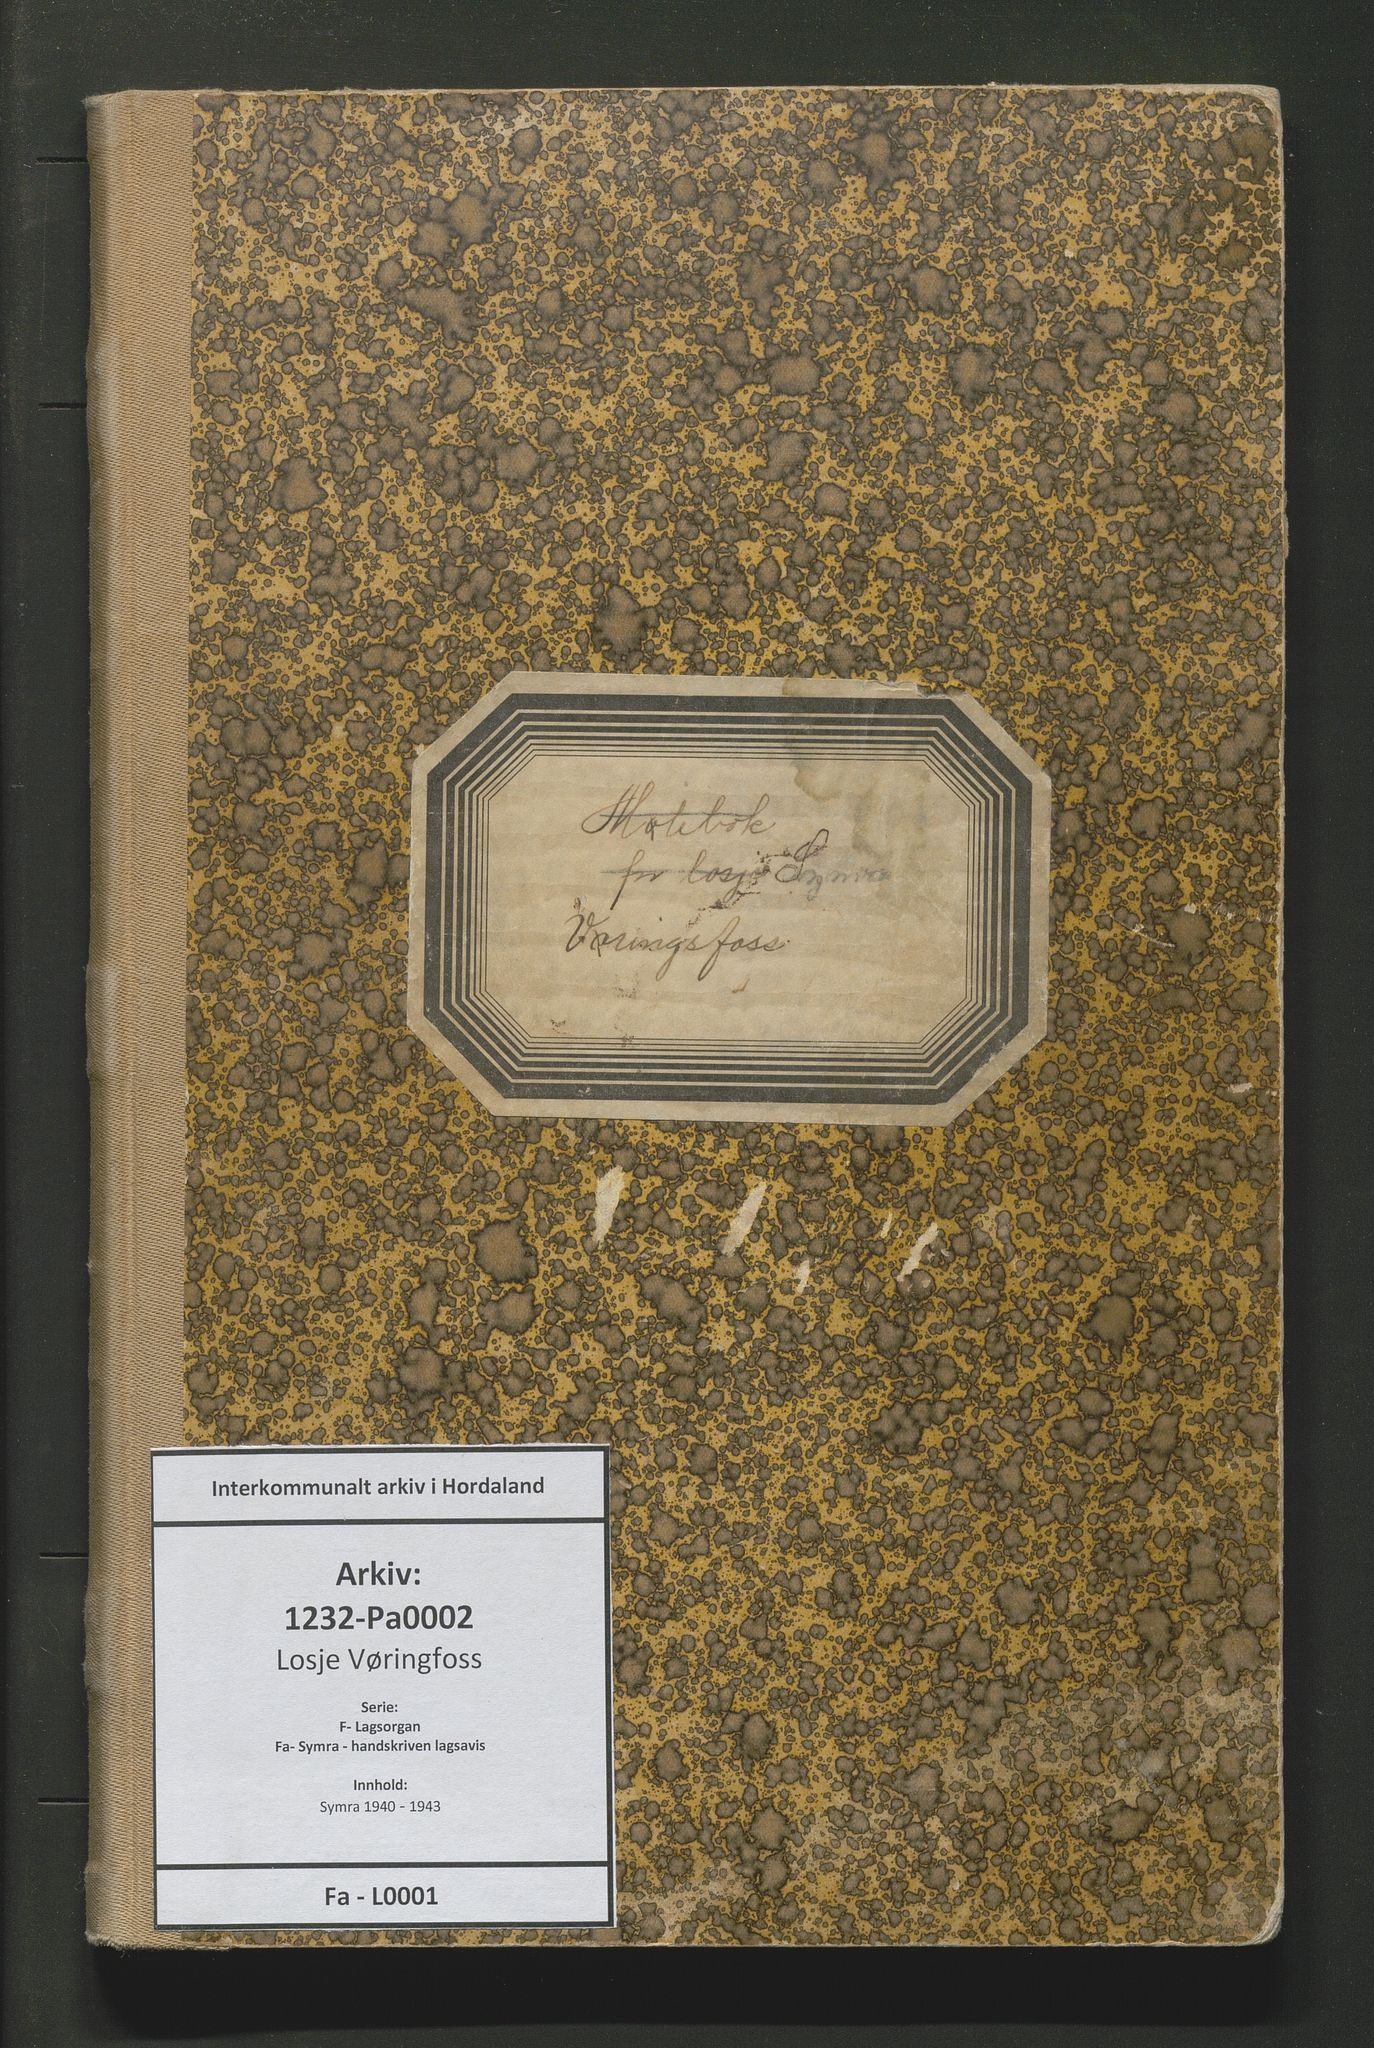 Møtebok
for losje Symra
Vøringsfoss
Interkommunalt arkiv i Hordaland
Arkiv:
1232-Pa0002
Losje Vøringfoss
Serie:
F- Lagsorgan
Fa- Symra - handskriven lagsavis
Innhold:
Symra 1940 - 1943
Fa - L0001